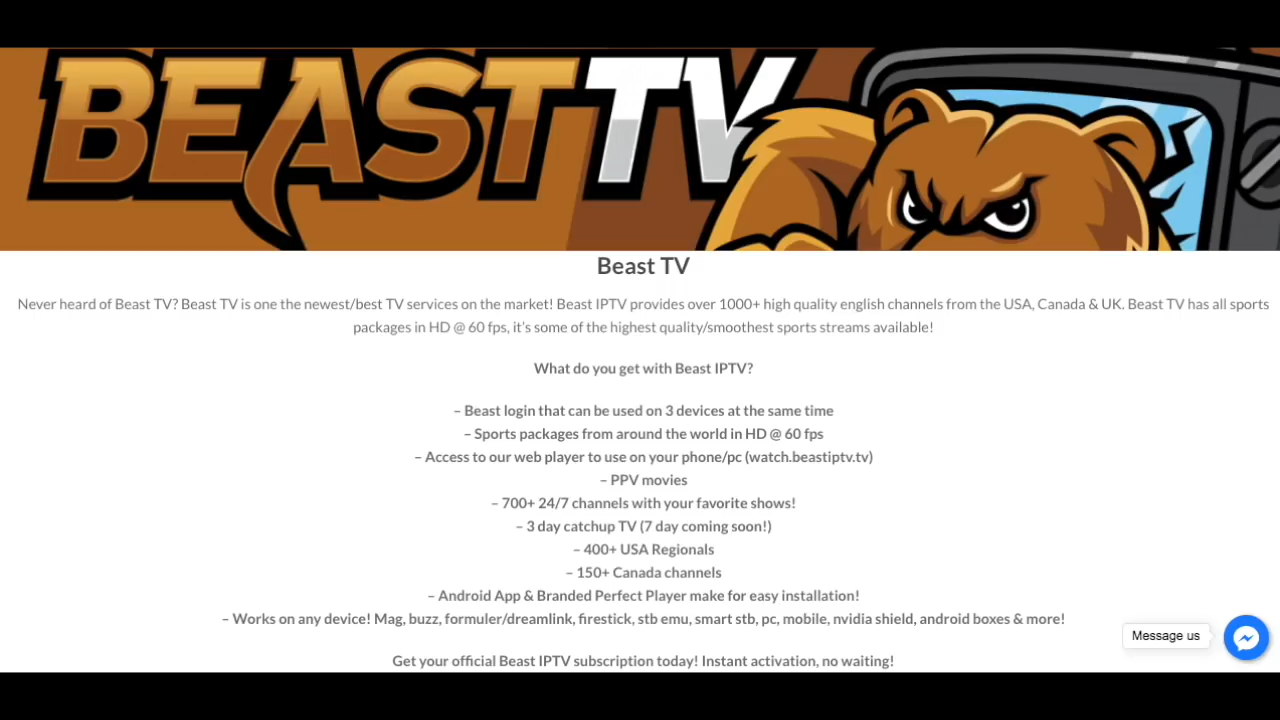 BEASTTV
Beast TV
Never heard of Beast TV? Beast TV is one the newest/best TV services on the market! Beast IPTV provides over 1000+ high quality english channels from the USA, Canada & UK. Beast TV has all sports
packages in HD @ 60 fps, it's some of the highest quality/smoothest sports streams available!
What do you get with Beast IPTV?
– Beast login that can be used on 3 devices at the same time
– Sports packages from around the world in HD @ 60 fps
– Access to our web player to use on your phone/pc (watch.beastiptv.tv)
– PPV movies
– 700+ 24/7 channels with your favorite shows!
– 3 day catchup TV (7 day coming soon!)
– 400+ USA Regionals
– 150+ Canada channels
– Android App & Branded Perfect Player make for easy installation!
– Works on any device! Mag, buzz, formuler/dreamlink, firestick, stb emu, smart stb, pc, mobile, nvidia shield, android boxes & more!
Message us
Get your official Beast IPTV subscription today! Instant activation, no waiting!